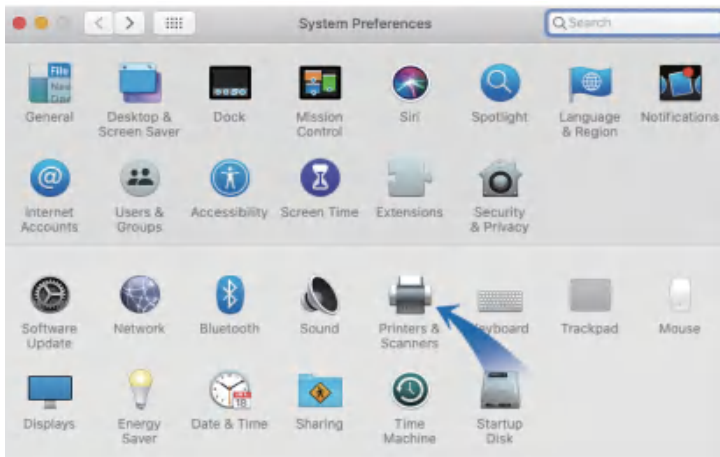 System Preferences
Search
File
New
General
Desktop &
Screen Saver
Dock
Mission
Control
Siri
Spotlight
Language
& Region
Notifications
Internet
Accounts
Users &
Groups
Accessibility
Screen Time
Extensions
Security
& Privacy
Software
Update
Network
Bluetooth
Sound
Printers &
Scanners
Trackpad
Mouse
Displays
Energy
Saver
Date & Time
Sharing
Time
Machine
Startup
Disk